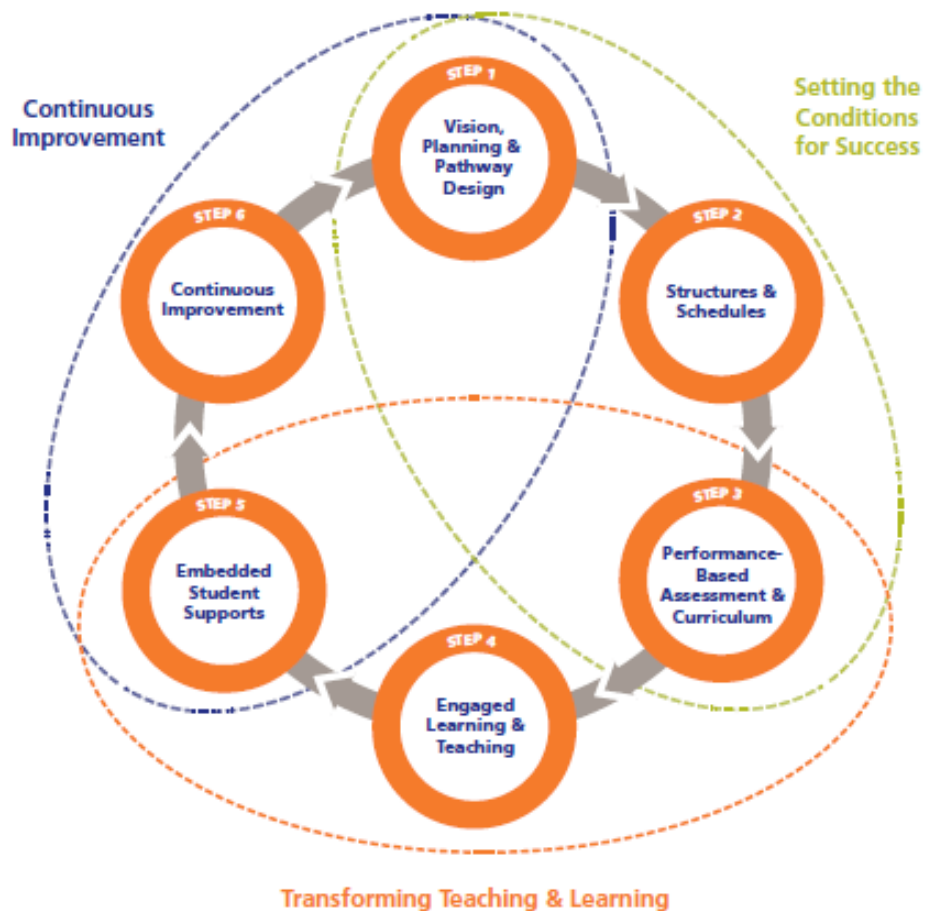 Continuous
Improvement
Setting the
Conditions
for Success
STEP 1
Vision,
Planning &
Pathway
Design
STEP 2
Structures &
Schedules
STEP 3
Performance-
Based
Assessment &
Curriculum
STEP 4
Engaged
Learning &
Teaching
STEP 5
Embedded
Student
Supports
STEP 6
Continuous
Improvement
Transforming Teaching & Learning